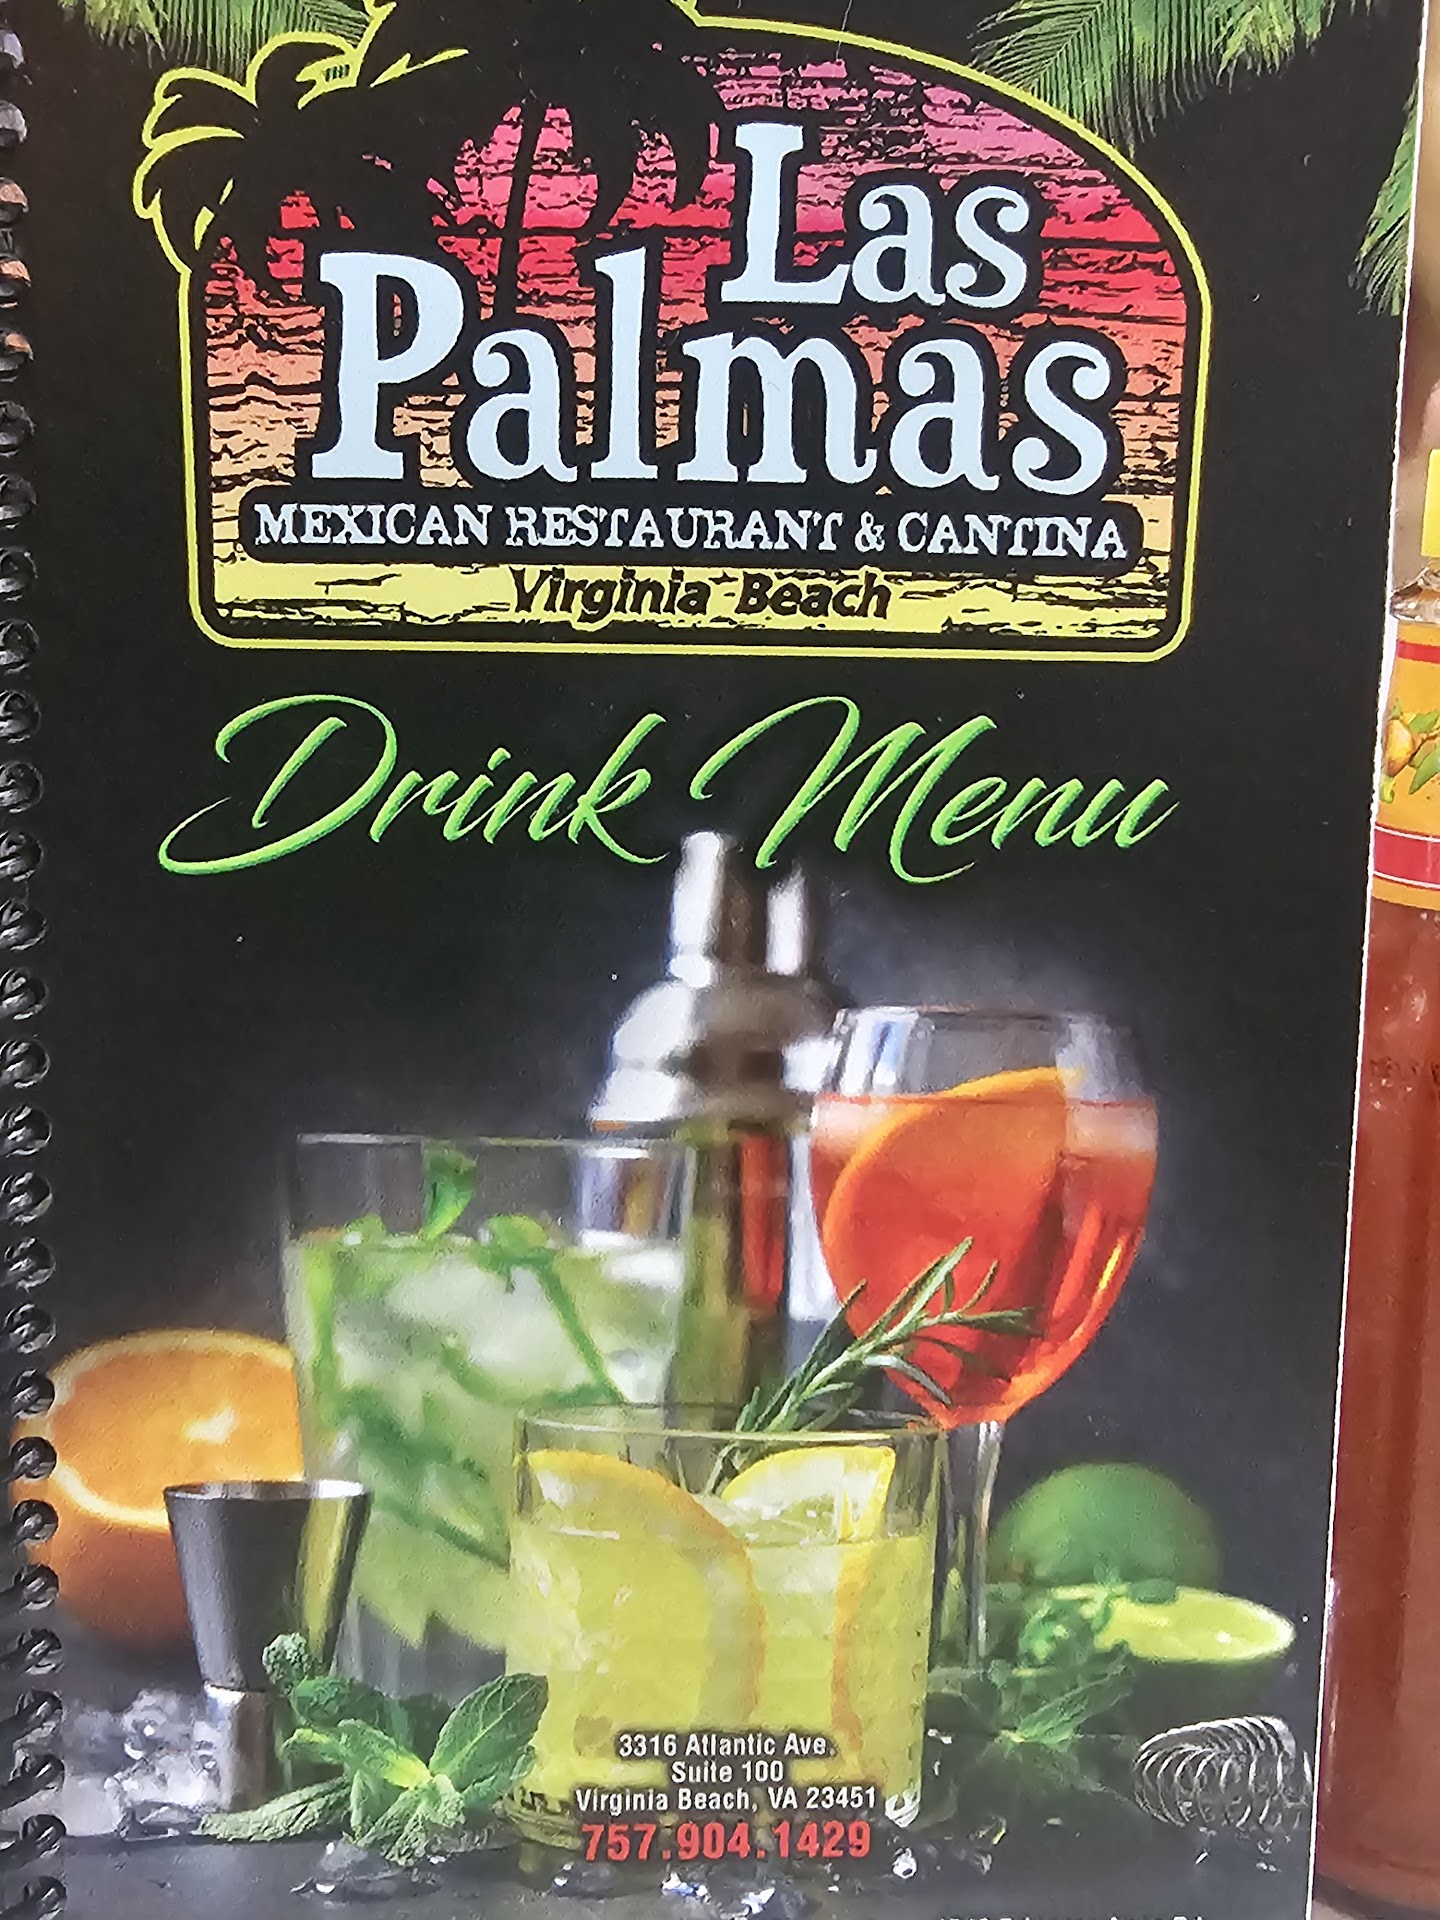 Las
Palmas
MEXICAN RESTAURANT & CANTINA
Virginia Beach
Drink Menu
3316 Atlantic Ave.
Suite 100
Virginia Beach, VA 23451
757.904.1429